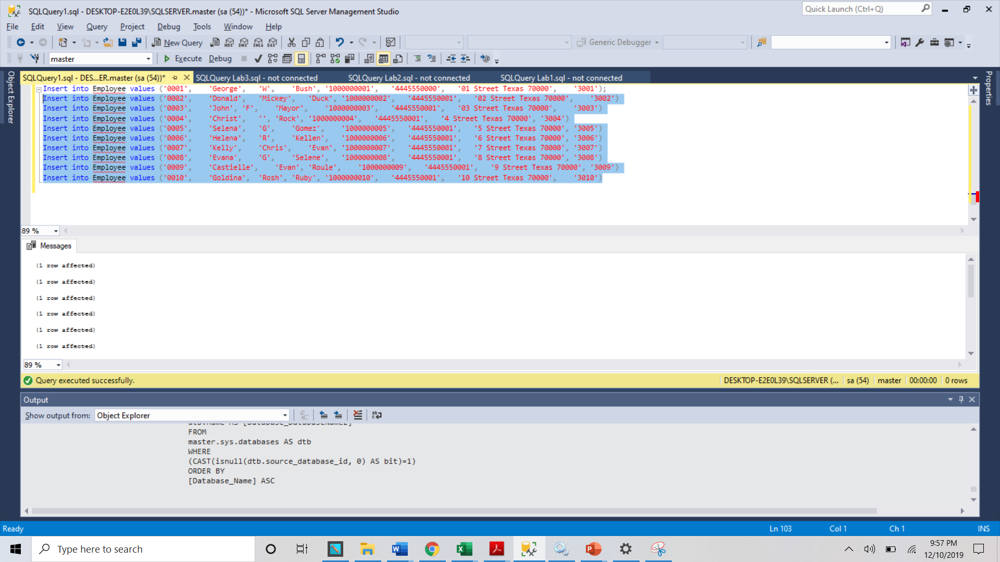 SQLQuery1.sql - DESKTOP-E2E0L39\SQLSERVER.master (sa (54))* - Microsoft SQL Server Management Studio
Quick Launch (Ctrl+Q)
File Edit View Query Project Debug Tools Window Help
New Query MDX DMX XMLA DAX Generic Debugger
master Execute Debug
Object Explorer
Properties
SQLQuery1.sql - DES...ER.master (sa (54))* SQLQuery Lab3.sql - not connected SQLQuery Lab2.sql - not connected SQLQuery Lab1.sql - not connected
Insert into Employee values ('0001', 'George', 'W', 'Bush', '1000000001', '4445550000', '01 Street Texas 70000', '3001');
Insert into Employee values ('0002', 'Donald', 'Mickey', 'Duck', '1000000002', '4445550001', '02 Street Texas 70000', '3002')
Insert into Employee values ('0003', 'John', 'F', 'Mayor', '1000000003', '4445550001', '03 Street Texas 70000', '3003')
Insert into Employee values ('0004', 'Christ', '', 'Rock', '1000000004', '4445550001', '4 Street Texas 70000', '3004')
Insert into Employee values ('0005', 'Selena', 'G', 'Gomez', '1000000005', '4445550001', '5 Street Texas 70000', '3005')
Insert into Employee values ('0006', 'Helena', 'R', 'Kellen', '1000000006', '4445550001', '6 Street Texas 70000', '3006')
Insert into Employee values ('0007', 'Kelly', 'Chris', 'Evan', '1000000007', '4445550001', '7 Street Texas 70000', '3007')
Insert into Employee values ('0008', 'Evana', 'G', 'Selene', '1000000008', '4445550001', '8 Street Texas 70000', '3008')
Insert into Employee values ('0009', 'Castielle', 'Evan', 'Roule', '1000000009', '4445550001', '9 Street Texas 70000', '3009')
Insert into Employee values ('0010', 'Goldina', 'Rosh', 'Ruby', '1000000010', '4445550001', '10 Street Texas 70000', '3010')
89 %
Messages
(1 row affected)
(1 row affected)
(1 row affected)
(1 row affected)
(1 row affected)
(1 row affected)
89 %
Query executed successfully. DESKTOP-E2E0L39\SQLSERVER (... sa (54) master 00:00:00 0 rows
Output
Show output from: Object Explorer
dtb.name AS [Database_DatabaseName2]
FROM
master.sys.databases AS dtb
WHERE
(CAST(isnull(dtb.source_database_id, 0) AS bit)=1)
ORDER BY
[Database_Name] ASC
Ready Ln 103 Col 1 Ch 1 INS
Type here to search
9:57 PM
12/10/2019